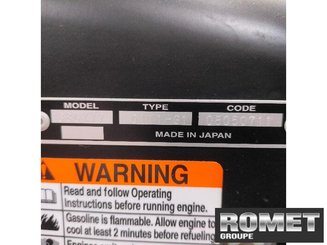 MODEL TYPE CODE
MADE IN JAPAN
WARNING
Read and follow Operating
Instructions before running engine.
Gasoline is flammable. Allow engine to
cool at least 2 minutes before refueling
ROMET
GROUPE